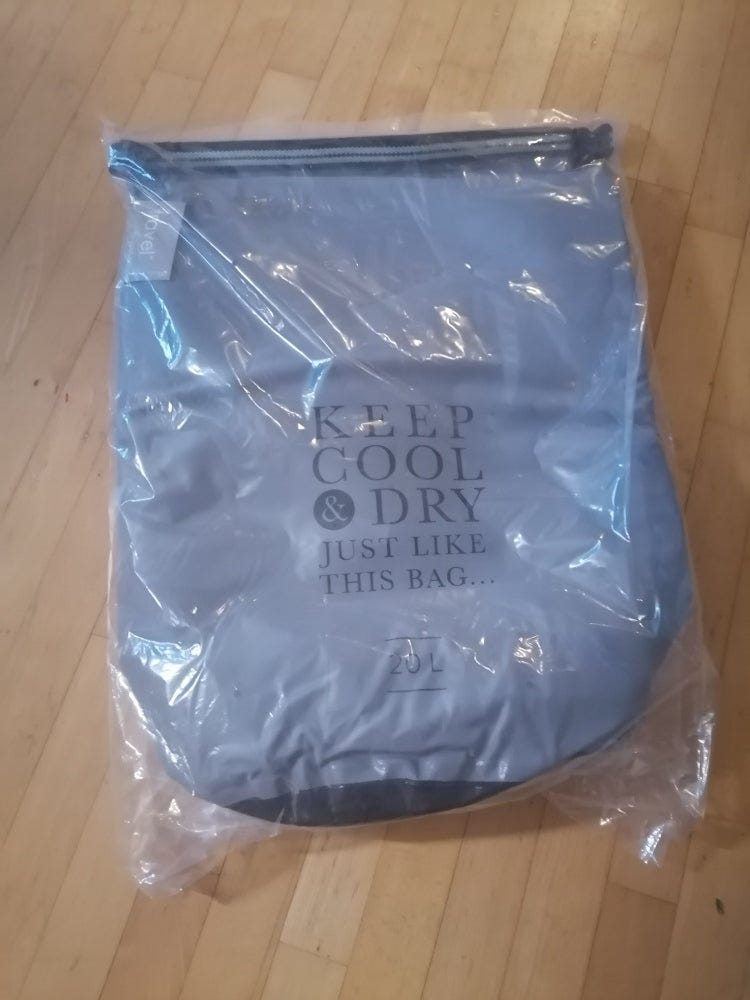 KEEP
COOL
& DRY
JUST LIKE
THIS BAG...
20 L